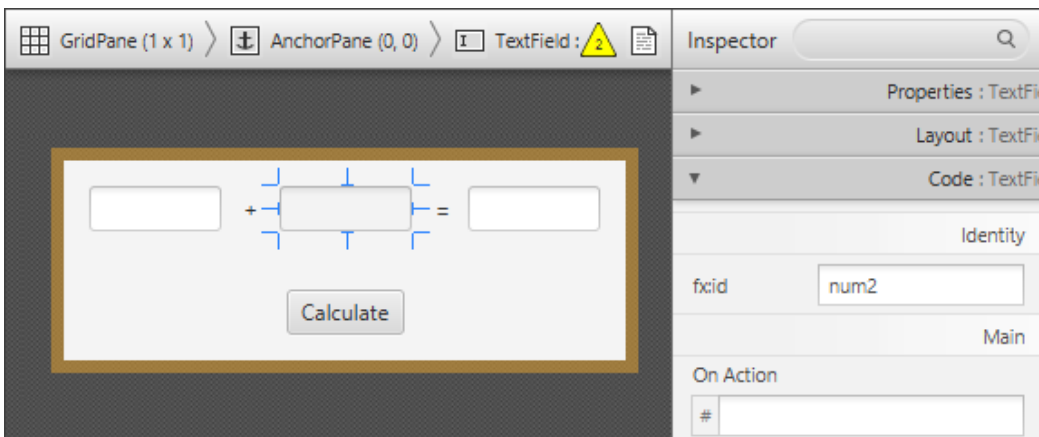 GridPane (1 x 1) AnchorPane (0, 0) TextField : 2
Inspector
Properties : TextFi
Layout : TextFi
Code : TextFi
+ =
Calculate
Identity
fx:id num2
Main
On Action
#